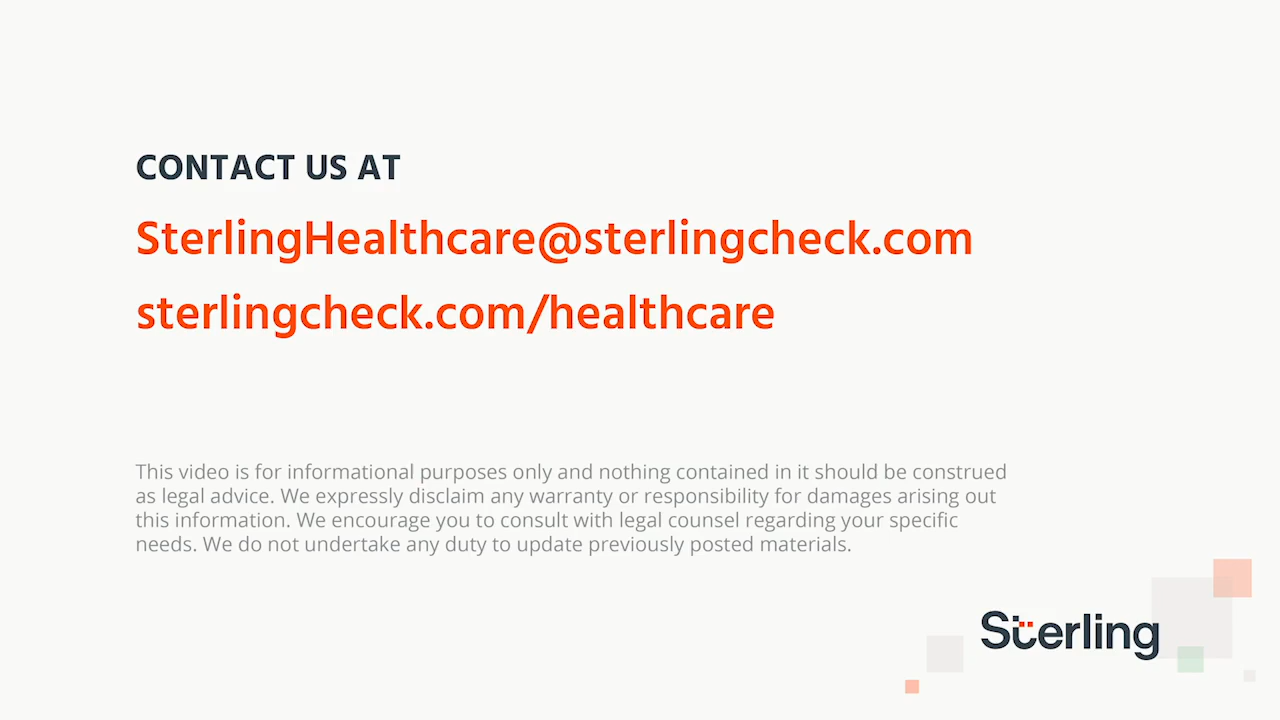 CONTACT US AT
SterlingHealthcare@sterlingcheck.com
sterlingcheck.com/healthcare
This video is for informational purposes only and nothing contained in it should be construed
as legal advice. We expressly disclaim any warranty or responsibility for damages arising out
this information. We encourage you to consult with legal counsel regarding your specific
needs. We do not undertake any duty to update previously posted materials.
Sterling